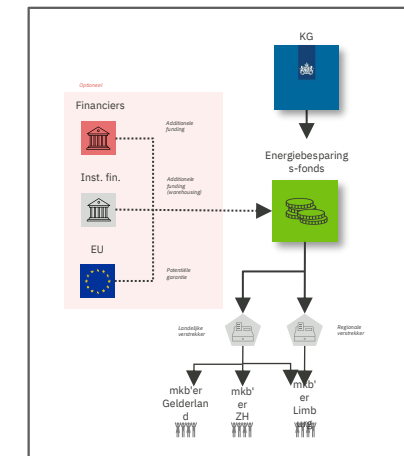 KG
Optioneel
Financiers
Additionele
funding
Energiebesparing
s-fonds
Inst. fin.
Additionele
funding
(warehousing)
EU
Potentiële
garantie
Landelijke
verstrekker
Regionale
verstrekker
mkb'er
Gelderlan
d
mkb'
er
ZH
mkb'
er
Limb
urg